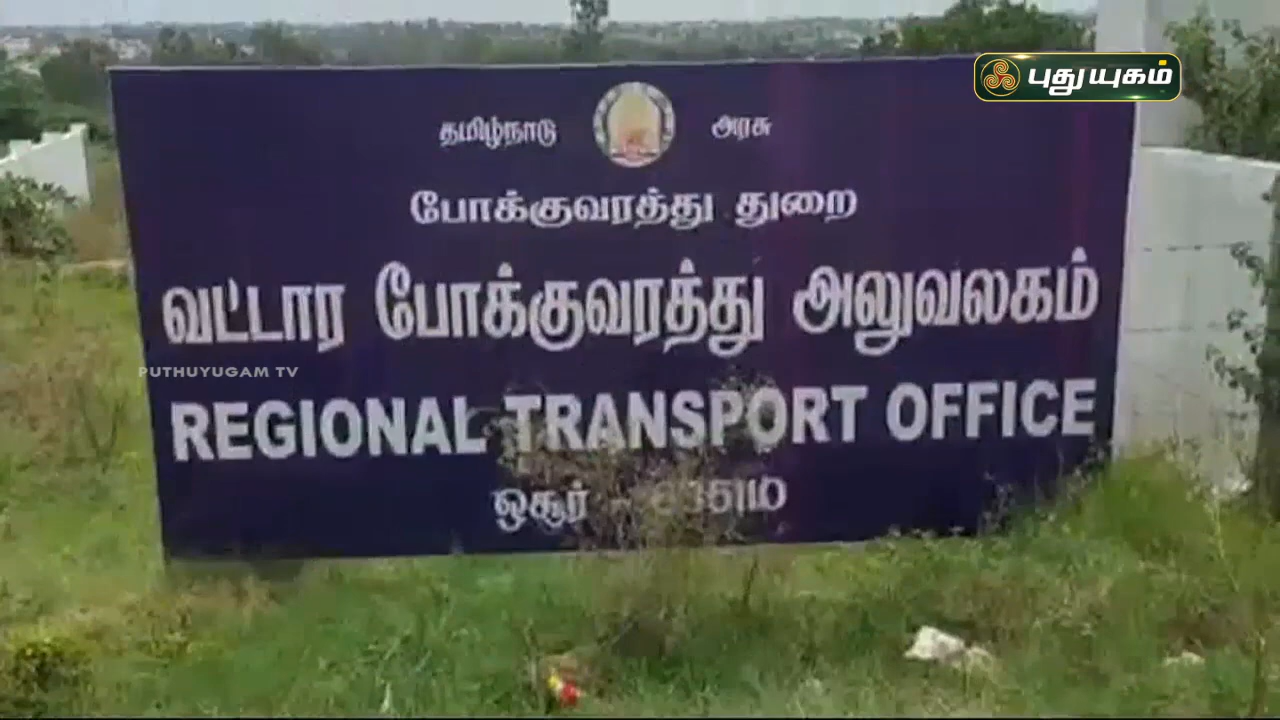 புதுயுகம்
தமிழ்நாடு அரசு
போக்குவரத்து துறை
வட்டார போக்குவரத்து அலுவலகம்
PUTHUYUGAM TV
REGIONAL TRANSPORT OFFICE
ஒசூர்